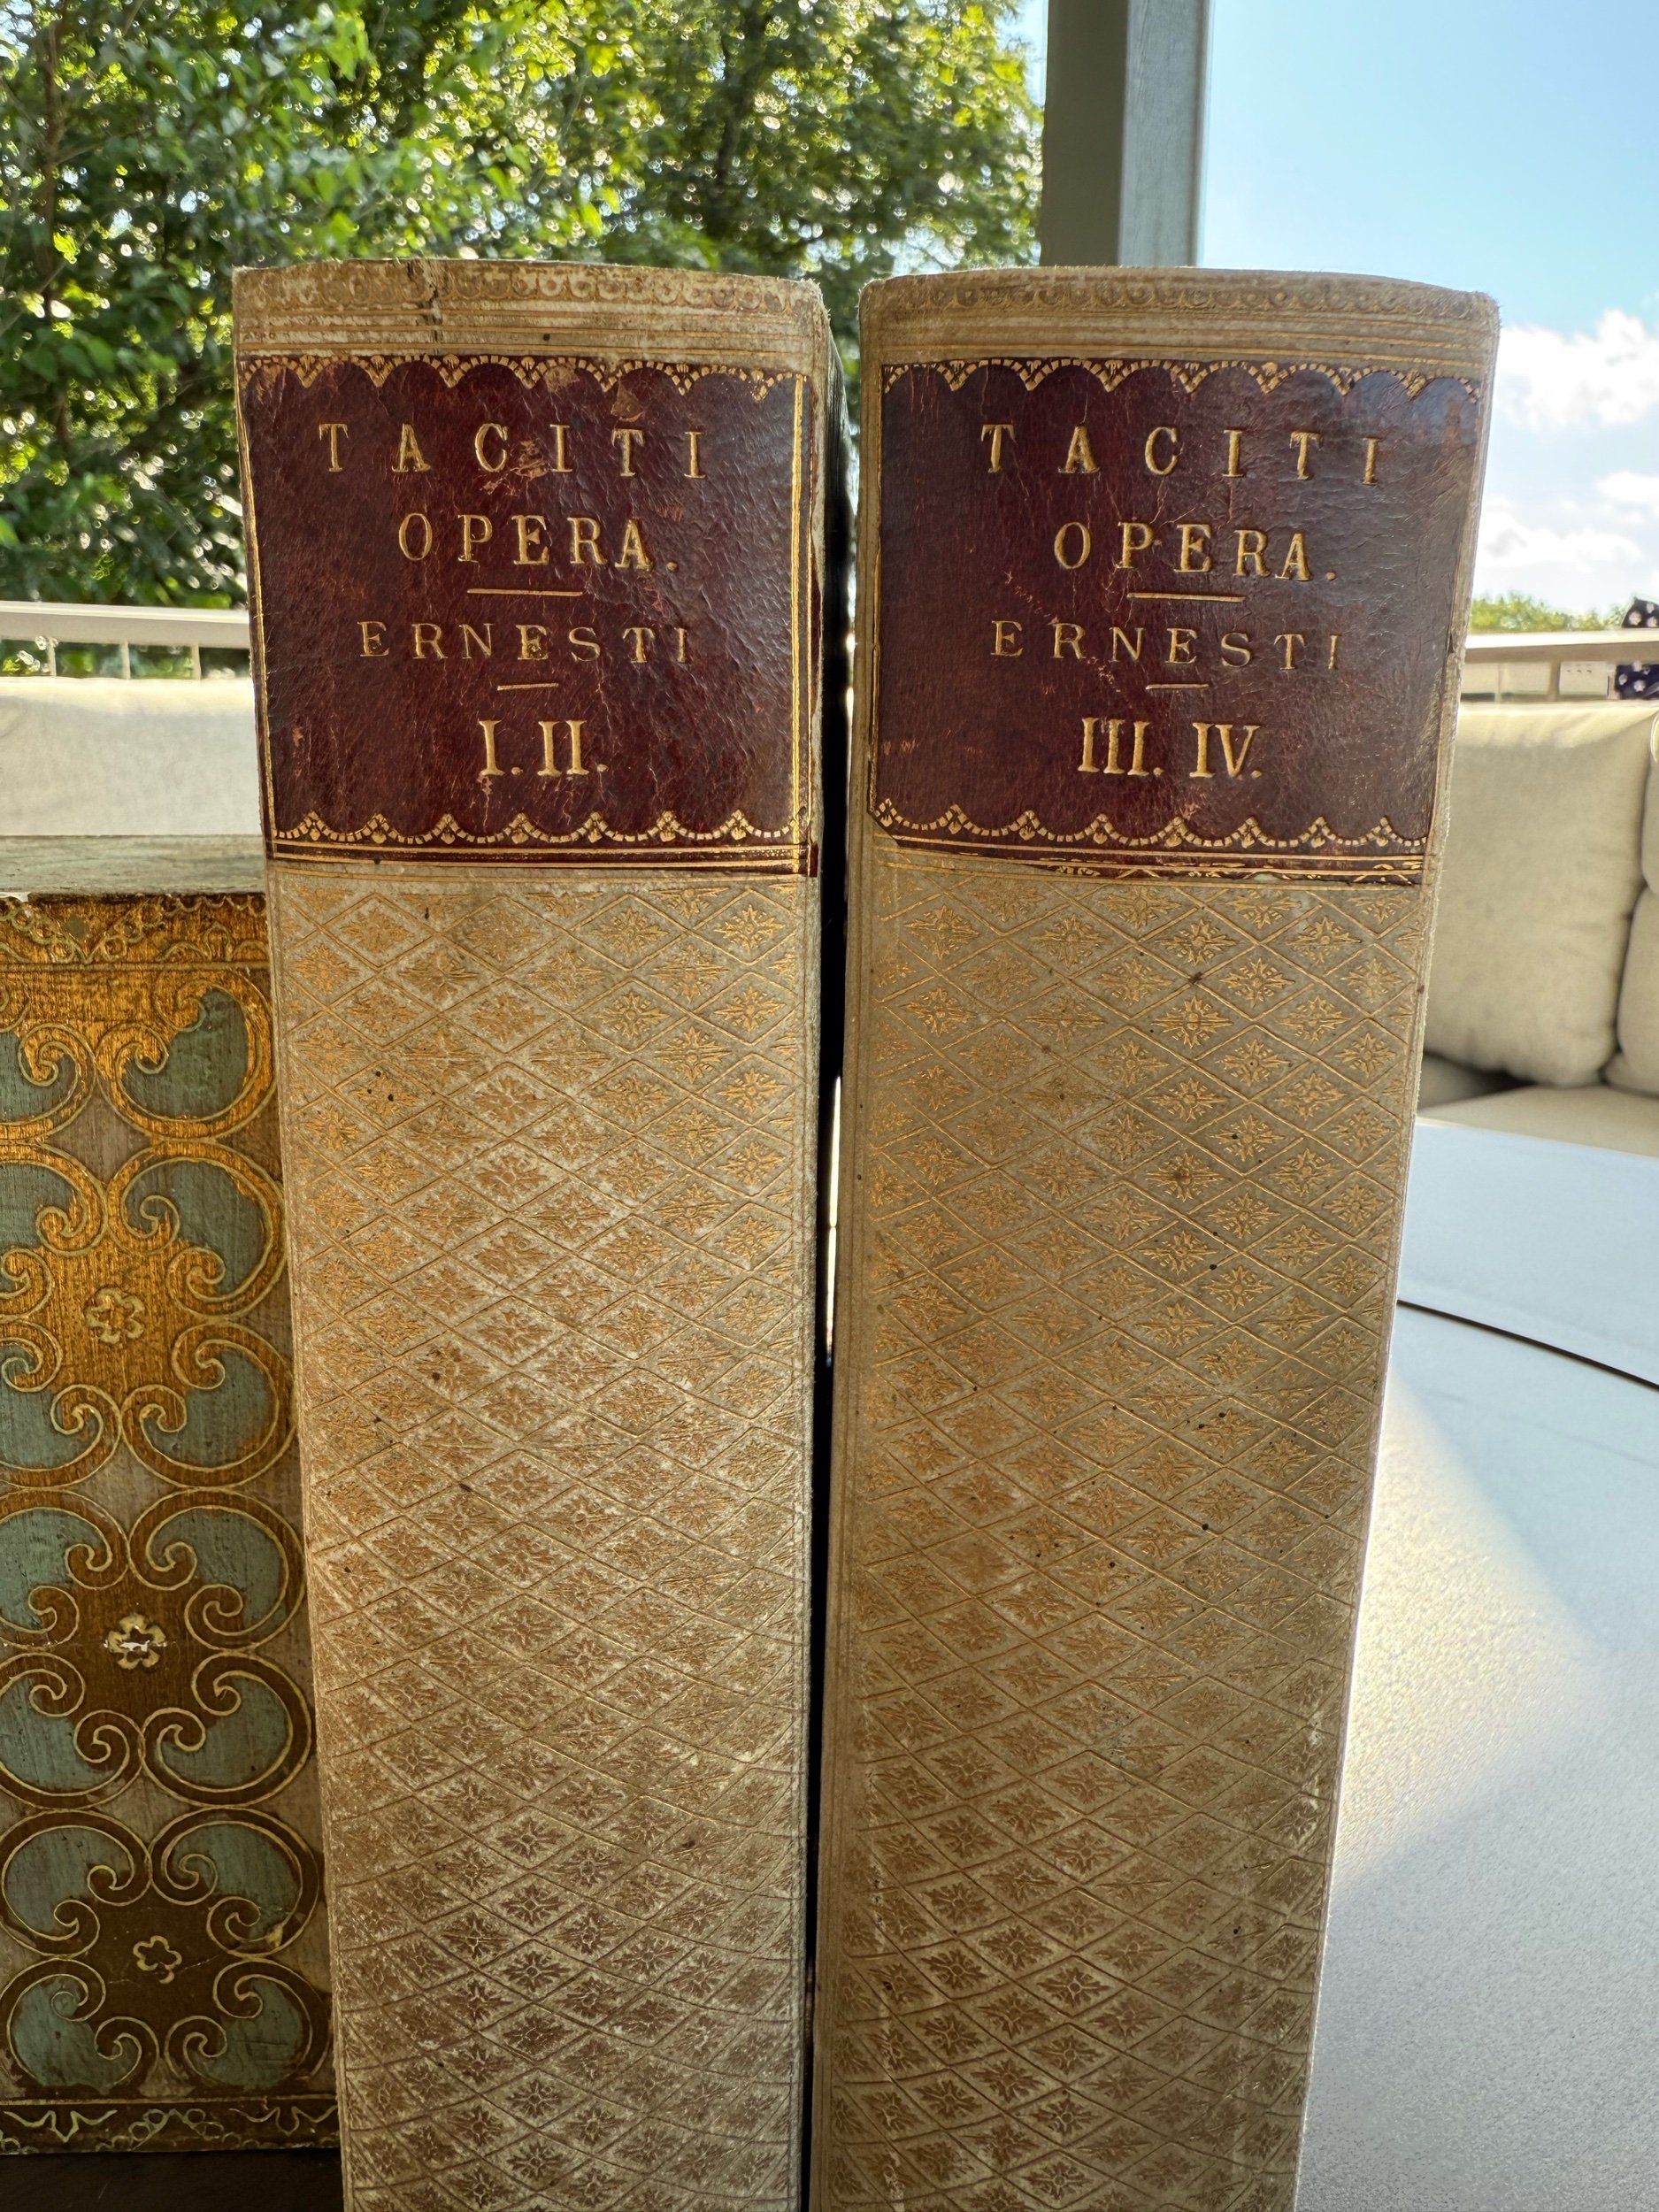 TACITI
OPERA.
ERNESTI
I. II.
TACITI
OPERA.
ERNESTI
III. IV.